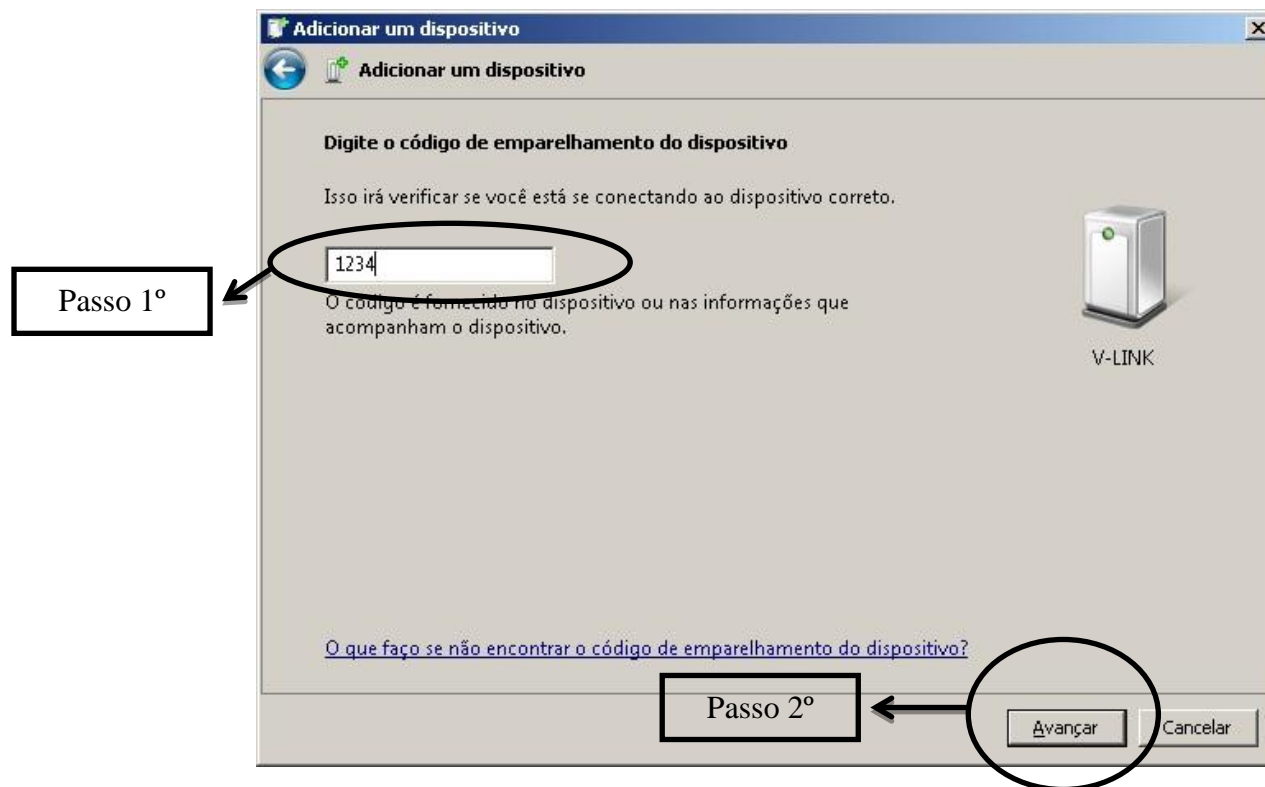 Adicionar um dispositivo
Adicionar um dispositivo
Digite o código de emparelhamento do dispositivo
Isso irá verificar se você está se conectando ao dispositivo correto.
1234
Passo 1º
O código é fornecido no dispositivo ou nas informações que
acompanham o dispositivo.
V-LINK
O que faço se não encontrar o código de emparelhamento do dispositivo?
Passo 2º
Avançar
Cancelar